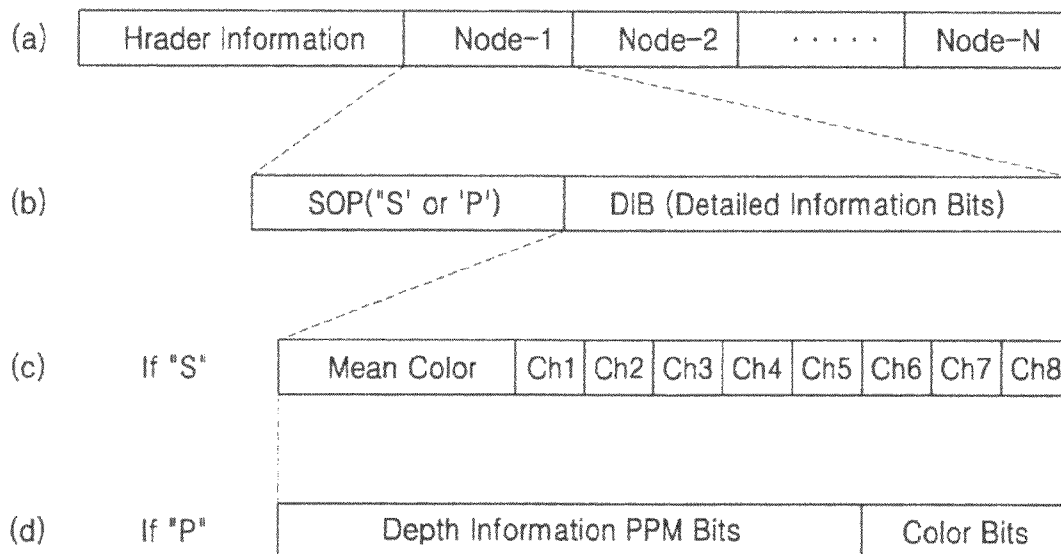 (a) Hrader Information Node-1 Node-2 ····· Node-N
(b) SOP("S' or 'P') DIB (Detailed Information Bits)
(c) If "S" Mean Color Ch1 Ch2 Ch3 Ch4 Ch5 Ch6 Ch7 Ch8
(d) If "P" Depth Information PPM Bits Color Bits